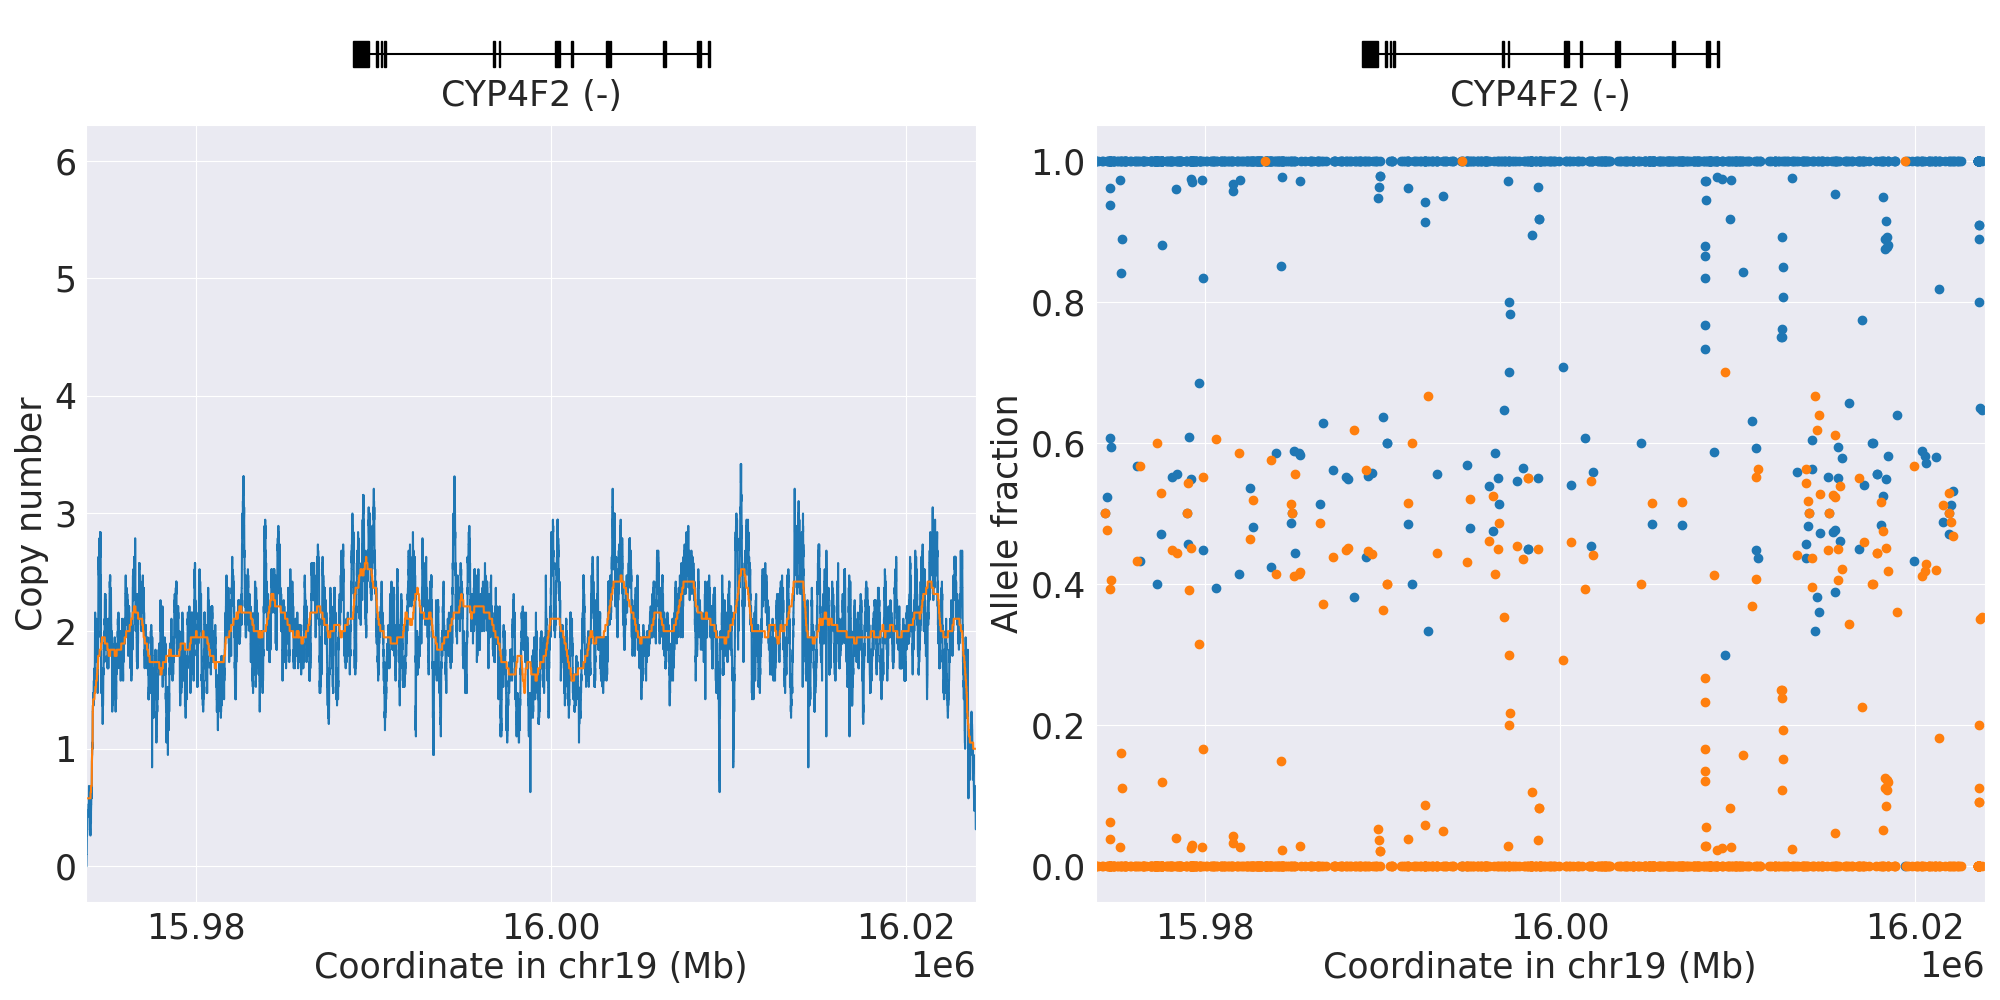 CYP4F2 (-)
6
5
4
3
2
1
0
Copy number
15.98
16.00
16.02
Coordinate in chr19 (Mb)
1e6
CYP4F2 (-)
1.0
0.8
0.6
0.4
0.2
0.0
Allele fraction
15.98
16.00
16.02
Coordinate in chr19 (Mb)
1e6